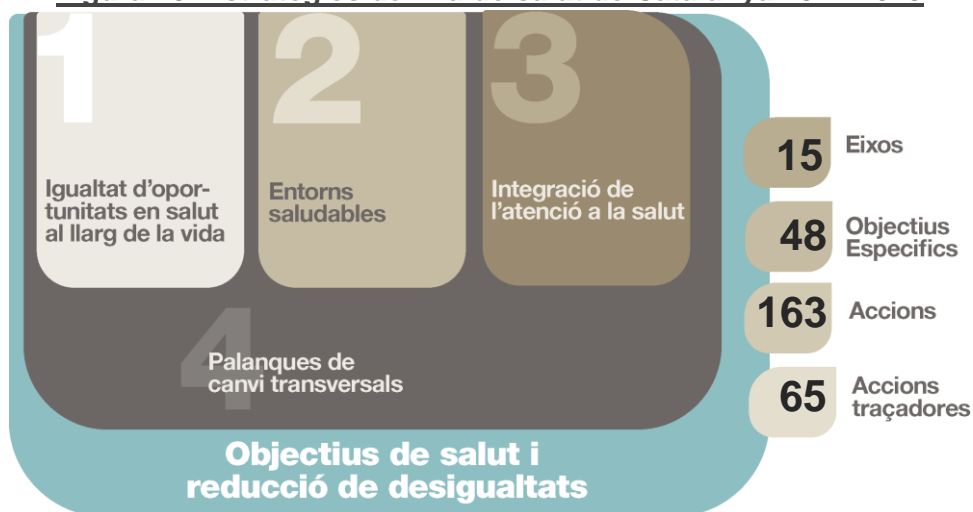 1
Igualtat d'opor-
tunitats en salut
al llarg de la vida
2
Entorns
saludables
3
Integració de
l'atenció a la salut
4
Palanques de
canvi transversals
Objectius de salut i
reducció de desigualtats
15 Eixos
48 Objectius
Especifics
163 Accions
65 Accions
traçadores